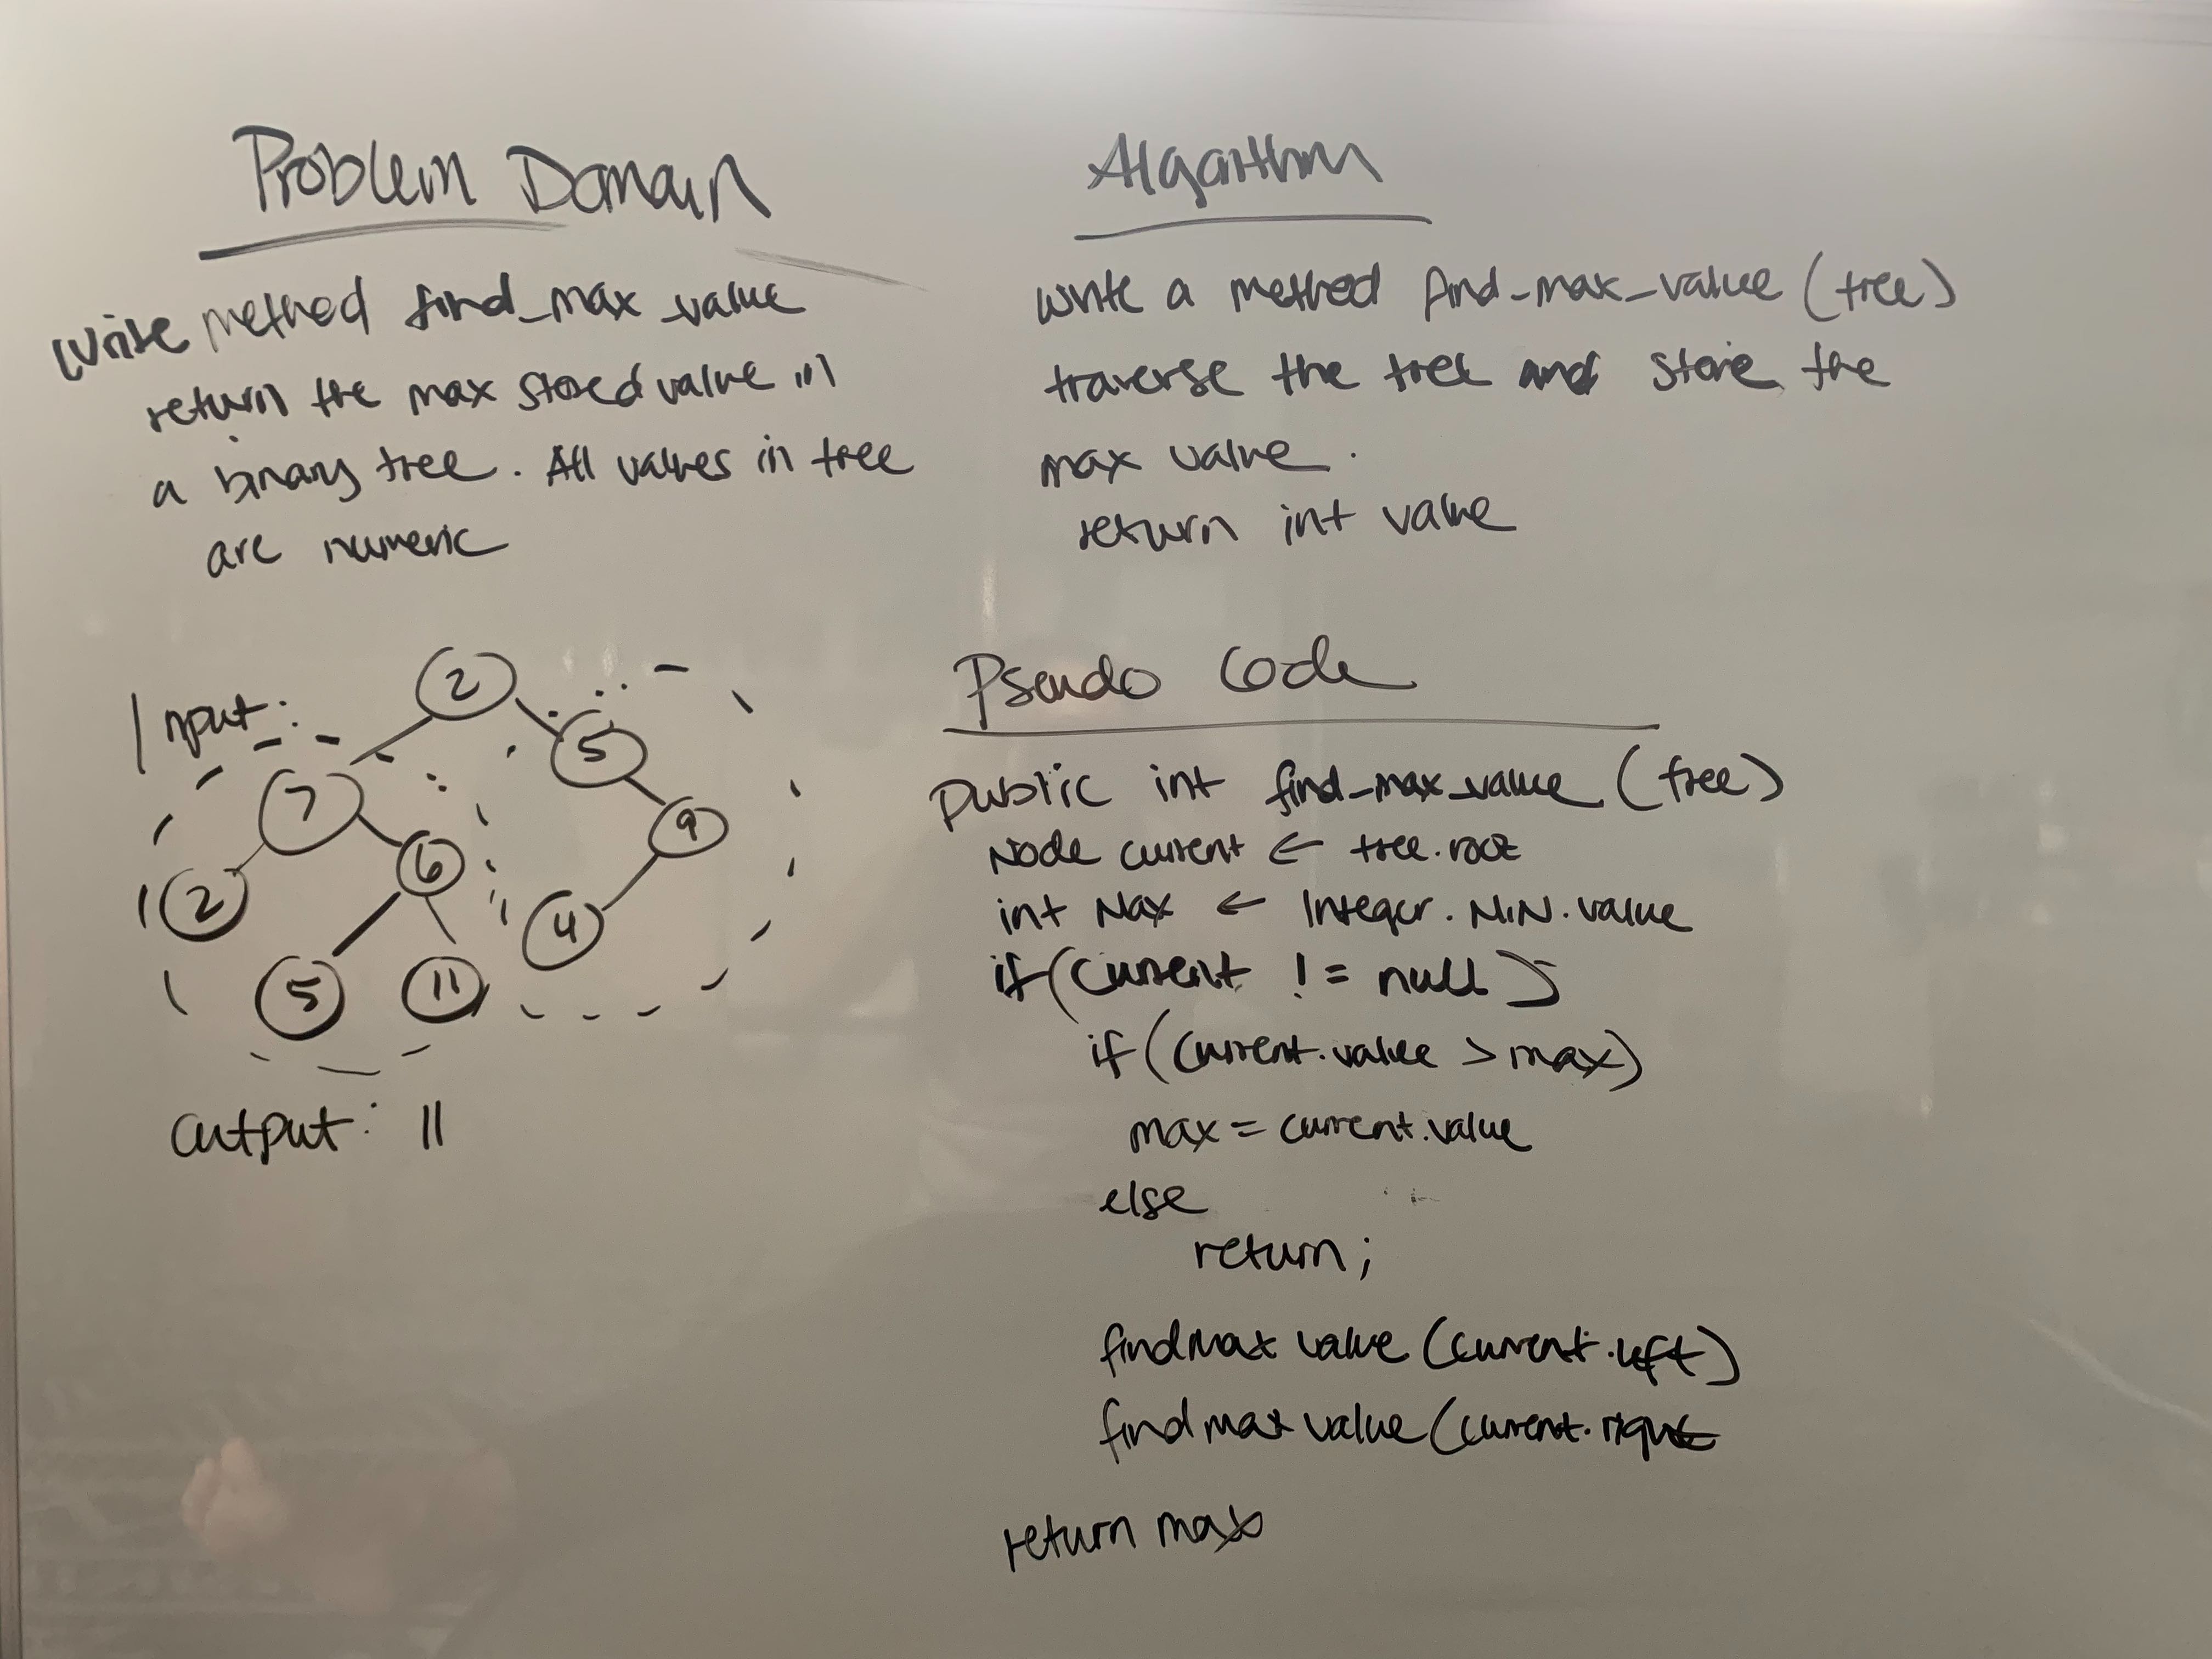 Problem Domain
Write method find_max_value
return the max stored value in
a binary tree. All values in tree
are numeric
Input:
2
5
7
9
6
2
4
5
11
output: 11
Algorithm
write a method find_max_value (tree)
traverse the tree and store the
max value.
return int value
Pseudo Code
public int find_max_value (tree)
Node current ← tree.root
int Max ← Integer.MIN.value
if (current != null)
if (current.value > max)
max = current.value
else
return;
findMax value (current.left)
find max value (current.right
return max